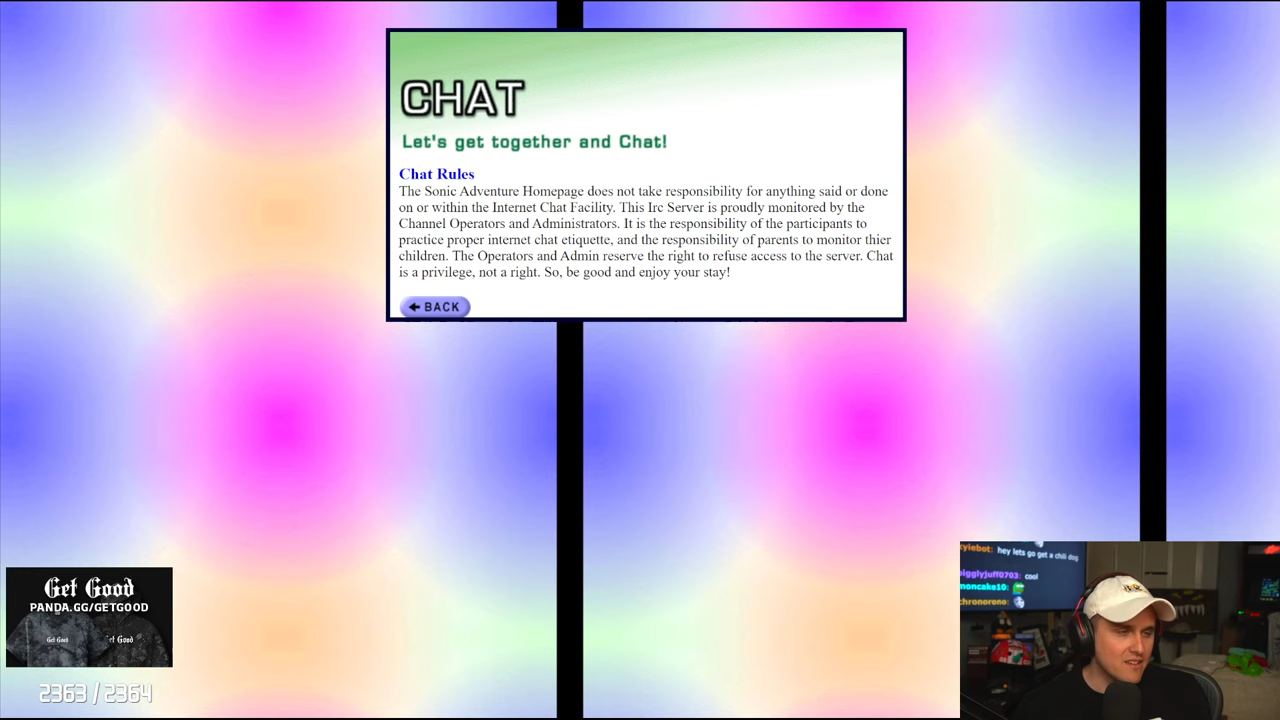 CHAT
Let's get together and Chat!
Chat Rules
The Sonic Adventure Homepage does not take responsibility for anything said or done
on or within the Internet Chat Facility. This Irc Server is proudly monitored by the
Channel Operators and Administrators. It is the responsibility of the participants to
practice proper internet chat etiquette, and the responsibility of parents to monitor thier
children. The Operators and Admin reserve the right to refuse access to the server. Chat
is a privilege, not a right. So, be good and enjoy your stay!
BACK
Get Good
PANDA.GG/GETGOOD
Get Good
Get Good
2363 / 2364
hey lets go get a chili dog
cool